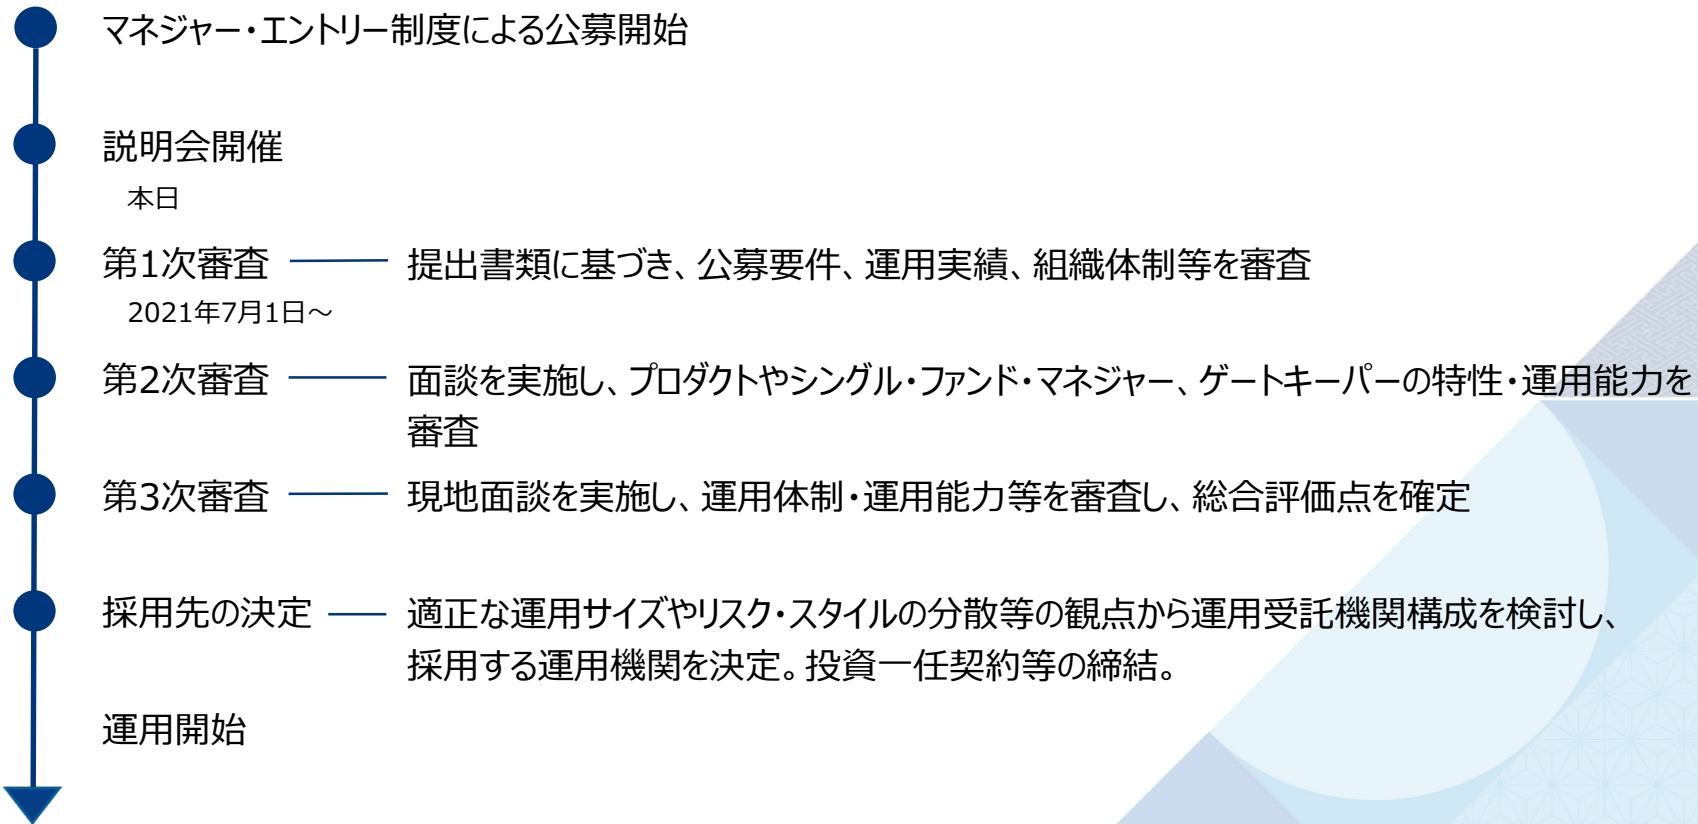 マネジャー・エントリー制度による公募開始
説明会開催
本日
第1次審査
提出書類に基づき、公募要件、運用実績、組織体制等を審査
2021年7月1日～
第2次審査
面談を実施し、プロダクトやシングル・ファンド・マネジャー、ゲートキーパーの特性・運用能力を
審査
第3次審査
現地面談を実施し、運用体制・運用能力等を審査し、総合評価点を確定
採用先の決定
適正な運用サイズやリスク・スタイルの分散等の観点から運用受託機関構成を検討し、
採用する運用機関を決定。投資一任契約等の締結。
運用開始